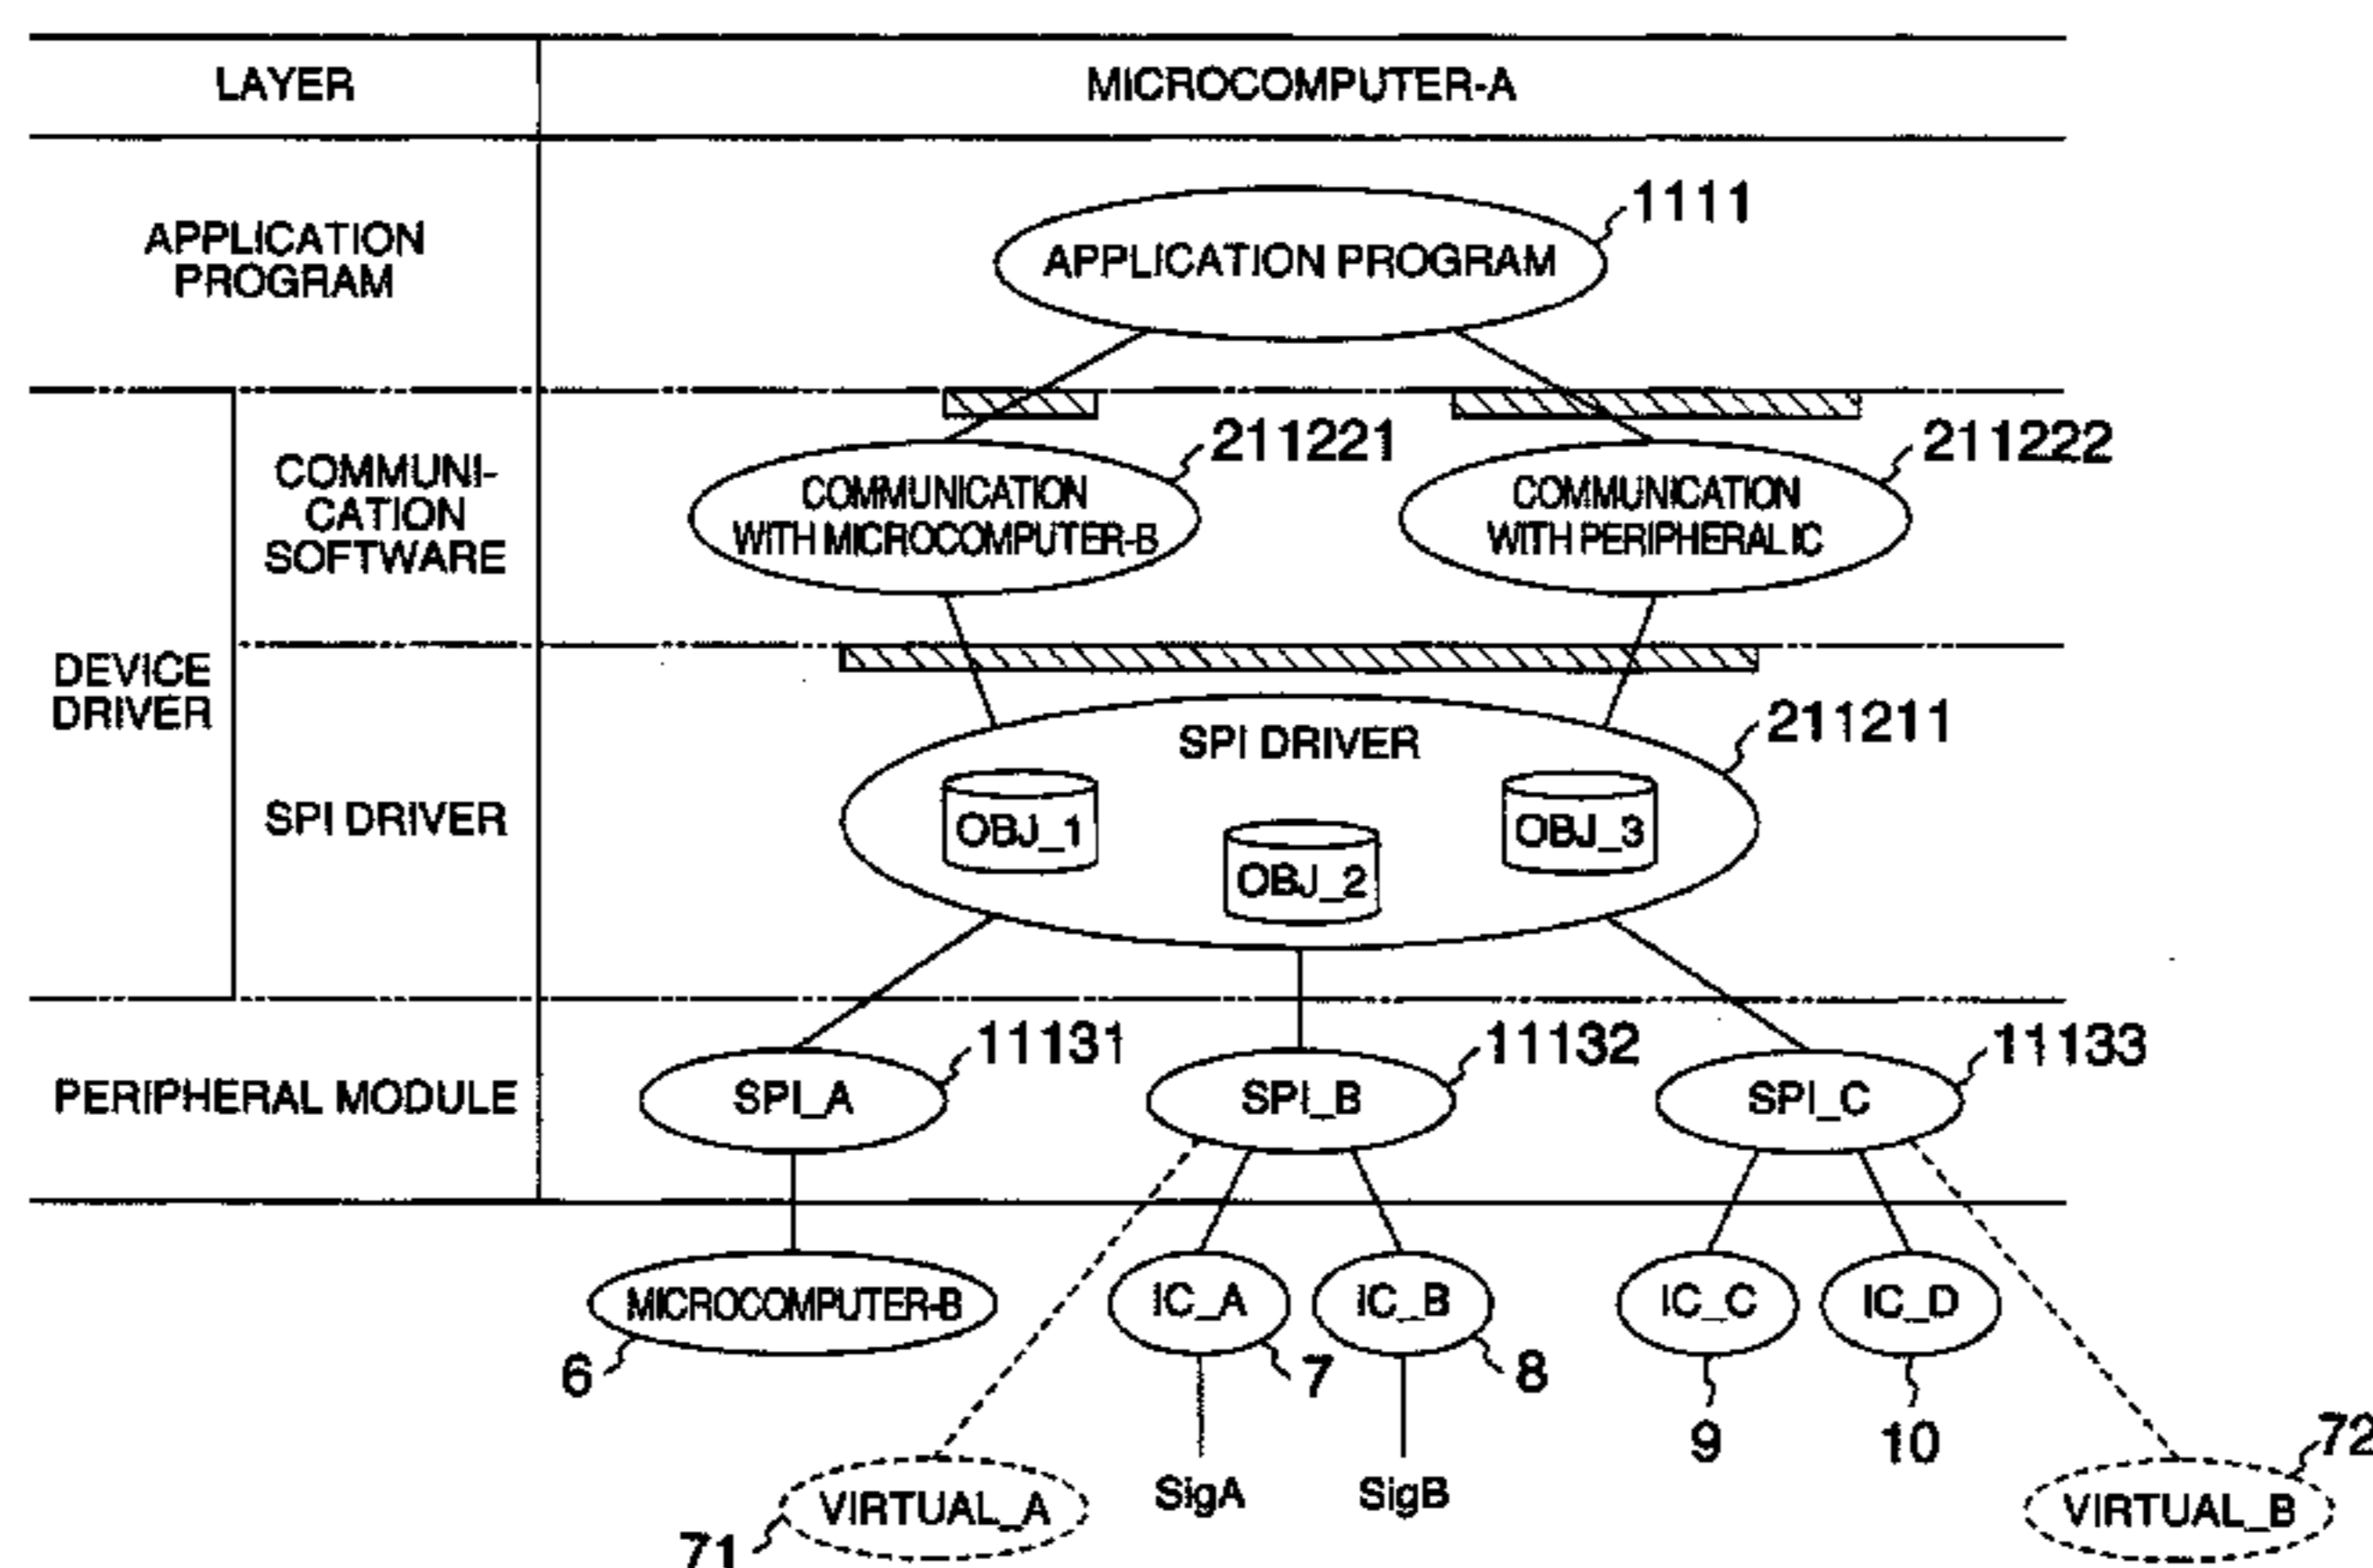 LAYER
MICROCOMPUTER-A
APPLICATION
PROGRAM
APPLICATION PROGRAM
1111
DEVICE
DRIVER
COMMUNI-
CATION
SOFTWARE
COMMUNICATION
WITH MICROCOMPUTER-B
211221
COMMUNICATION
WITH PERIPHERAL IC
211222
SPI DRIVER
SPI DRIVER
211211
OBJ_1
OBJ_2
OBJ_3
PERIPHERAL MODULE
SPI_A
11131
SPI_B
11132
SPI_C
11133
MICROCOMPUTER-B
6
IC_A
7
IC_B
8
IC_C
9
IC_D
10
SigA
SigB
VIRTUAL_A
71
VIRTUAL_B
72